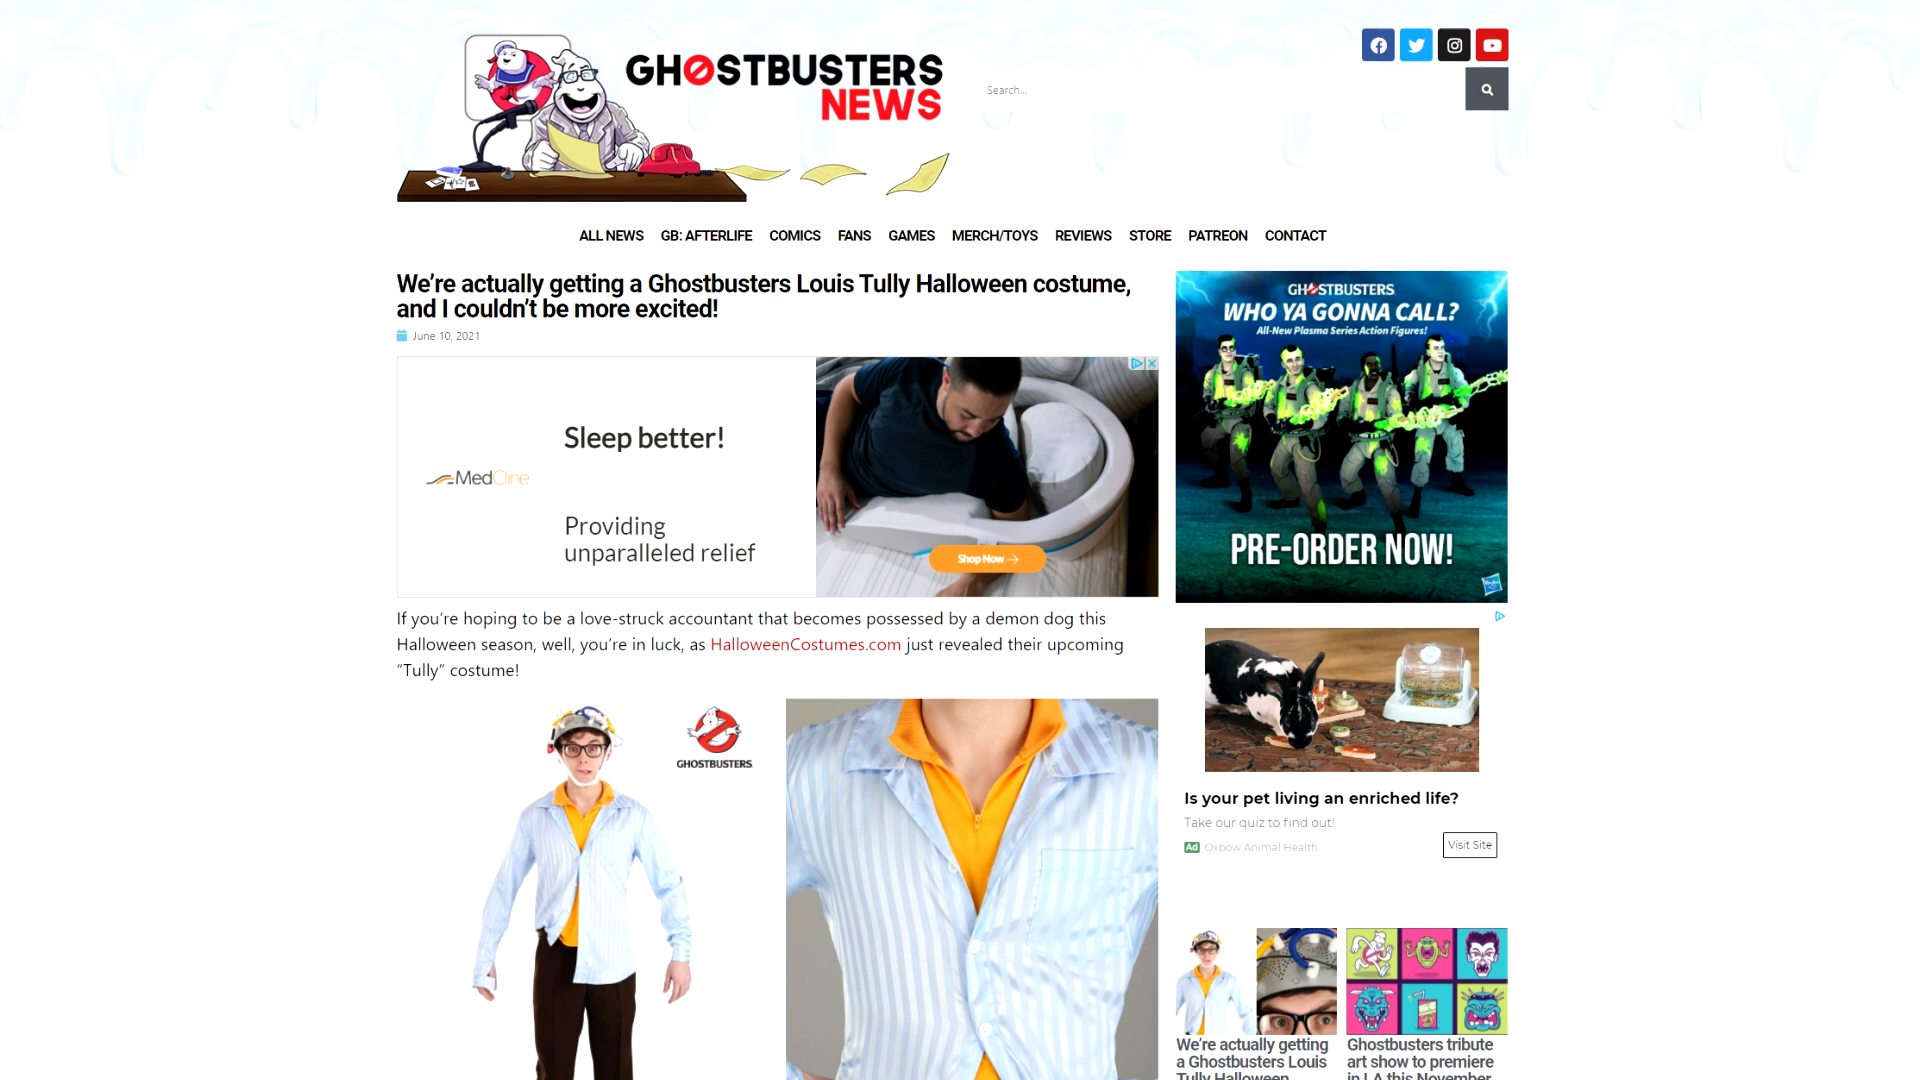 GHOSTBUSTERS
NEWS
Search...
ALL NEWS GB: AFTERLIFE COMICS FANS GAMES MERCH/TOYS REVIEWS STORE PATREON CONTACT
We’re actually getting a Ghostbusters Louis Tully Halloween costume,
and I couldn’t be more excited!
June 10, 2021
Sleep better!
MedCline
Providing
unparalleled relief
Shop Now →
If you’re hoping to be a love-struck accountant that becomes possessed by a demon dog this
Halloween season, well, you’re in luck, as HalloweenCostumes.com just revealed their upcoming
“Tully” costume!
GHOSTBUSTERS
GHOSTBUSTERS
WHO YA GONNA CALL?
All-New Plasma Series Action Figures!
PRE-ORDER NOW!
Is your pet living an enriched life?
Take our quiz to find out!
Ad Oxbow Animal Health
Visit Site
We’re actually getting
a Ghostbusters Louis
Tully Halloween
Ghostbusters tribute
art show to premiere
in LA this November